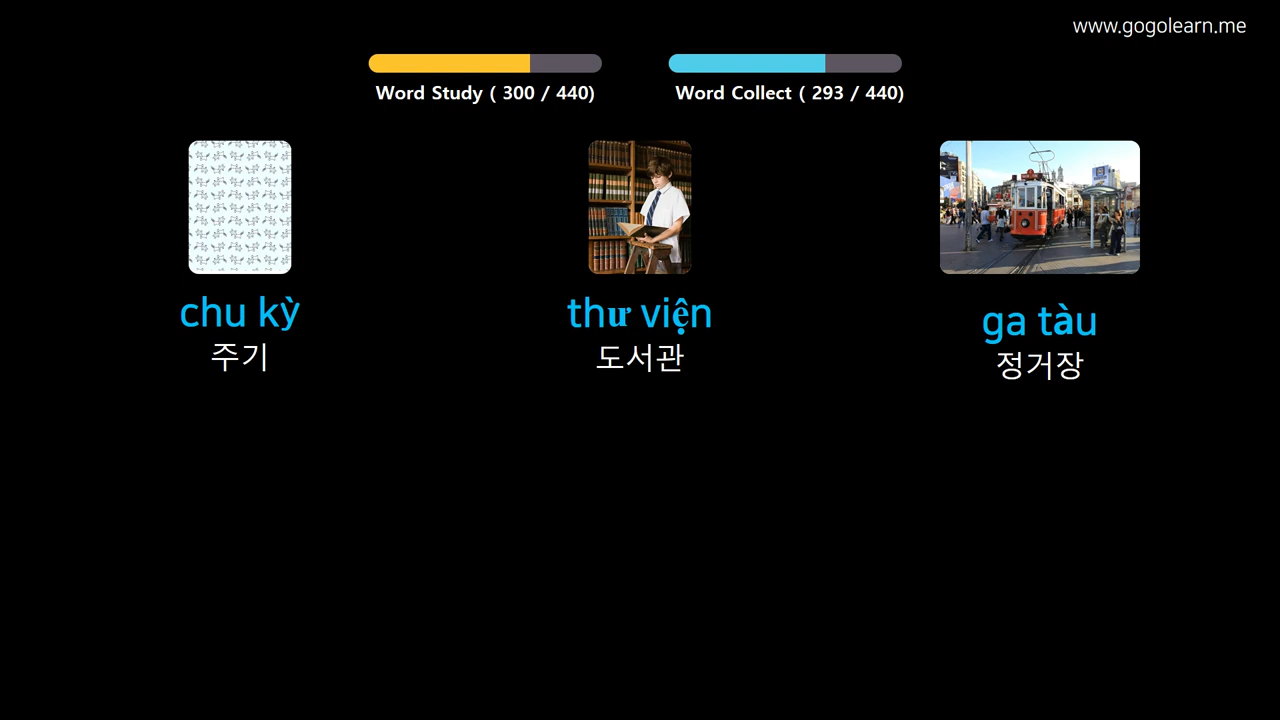 www.gogolearn.me
Word Study ( 300 / 440)
Word Collect ( 293 / 440)
chu kỳ
주기
thư viện
도서관
ga tàu
정거장